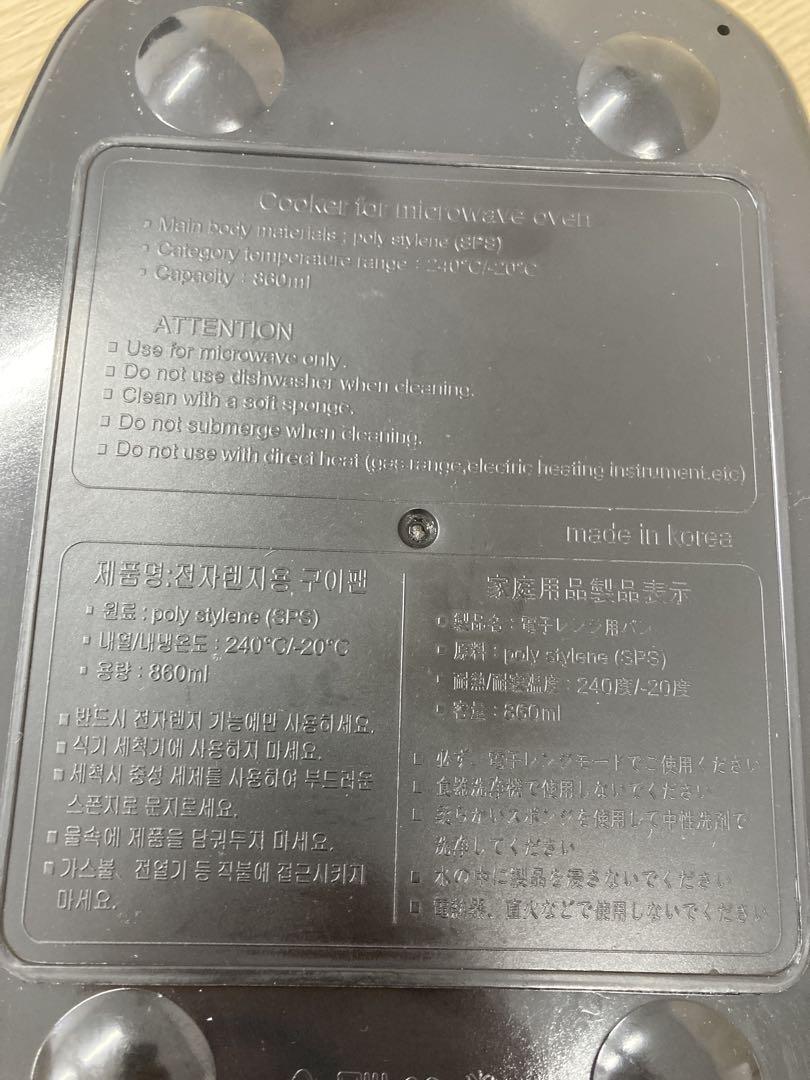 Cooker for microwave oven
Main body materials : poly stylene (SPS)
Category temperature range : 240°C/-20°C
Capacity : 860ml
ATTENTION
Use for microwave only.
Do not use dishwasher when cleaning.
Clean with a soft sponge.
Do not submerge when cleaning.
Do not use with direct heat (gas range,electric heating instrument.etc)
made in korea
제품명:전자렌지용 구이팬
원료 : poly stylene (SPS)
내열/내냉온도 : 240°C/-20°C
용량 : 860ml
반드시 전자렌지 기능에만 사용하세요.
식기 세척기에 사용하지 마세요.
세척시 중성 세제를 사용하여 부드러운
스폰지로 문지르세요.
물속에 제품을 담궈두지 마세요.
가스불, 전열기 등 직불에 접근시키지
마세요.
家庭用品製品表示
製品名 : 電子レンジ用パン
原料 : poly stylene (SPS)
耐熱/耐寒温度 : 240度/-20度
容量 : 860ml
必ず、電子レンジモードでご使用ください
食器洗浄機で使用しないでください
柔らかいスポンジを使用して中性洗剤で
洗浄してください
水の中に製品を浸さないでください
電熱器、直火などで使用しないでください